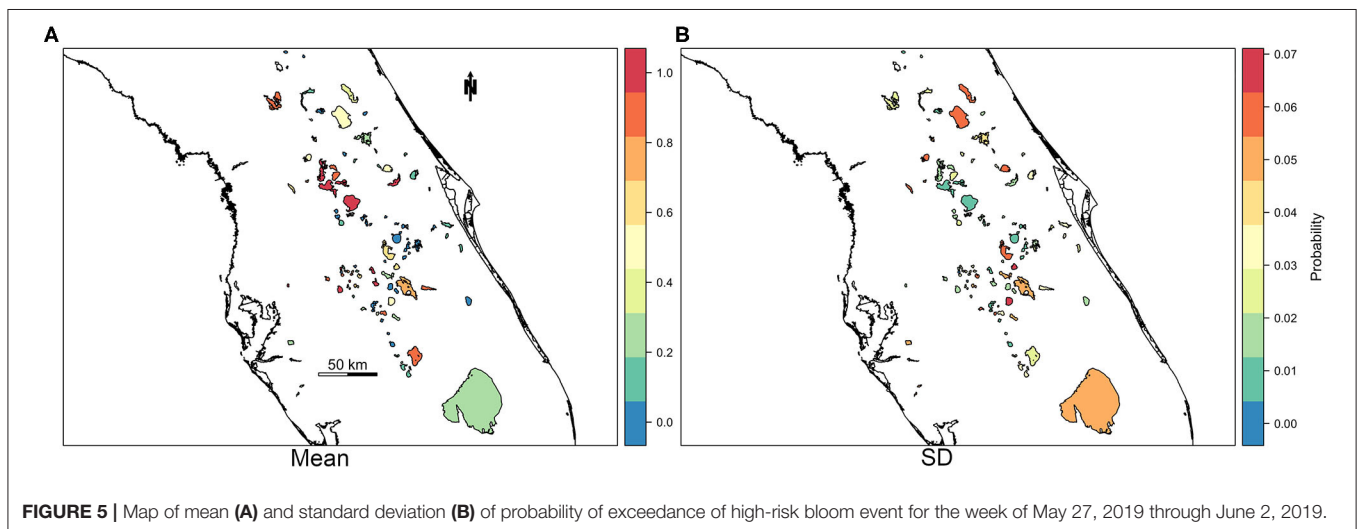 A
B
N
1.0
0.8
0.6
0.4
0.2
0.0
50 km
Mean
0.07
0.06
0.05
0.04
0.03
0.02
0.01
0.00
Probability
SD
FIGURE 5 | Map of mean (A) and standard deviation (B) of probability of exceedance of high-risk bloom event for the week of May 27, 2019 through June 2, 2019.